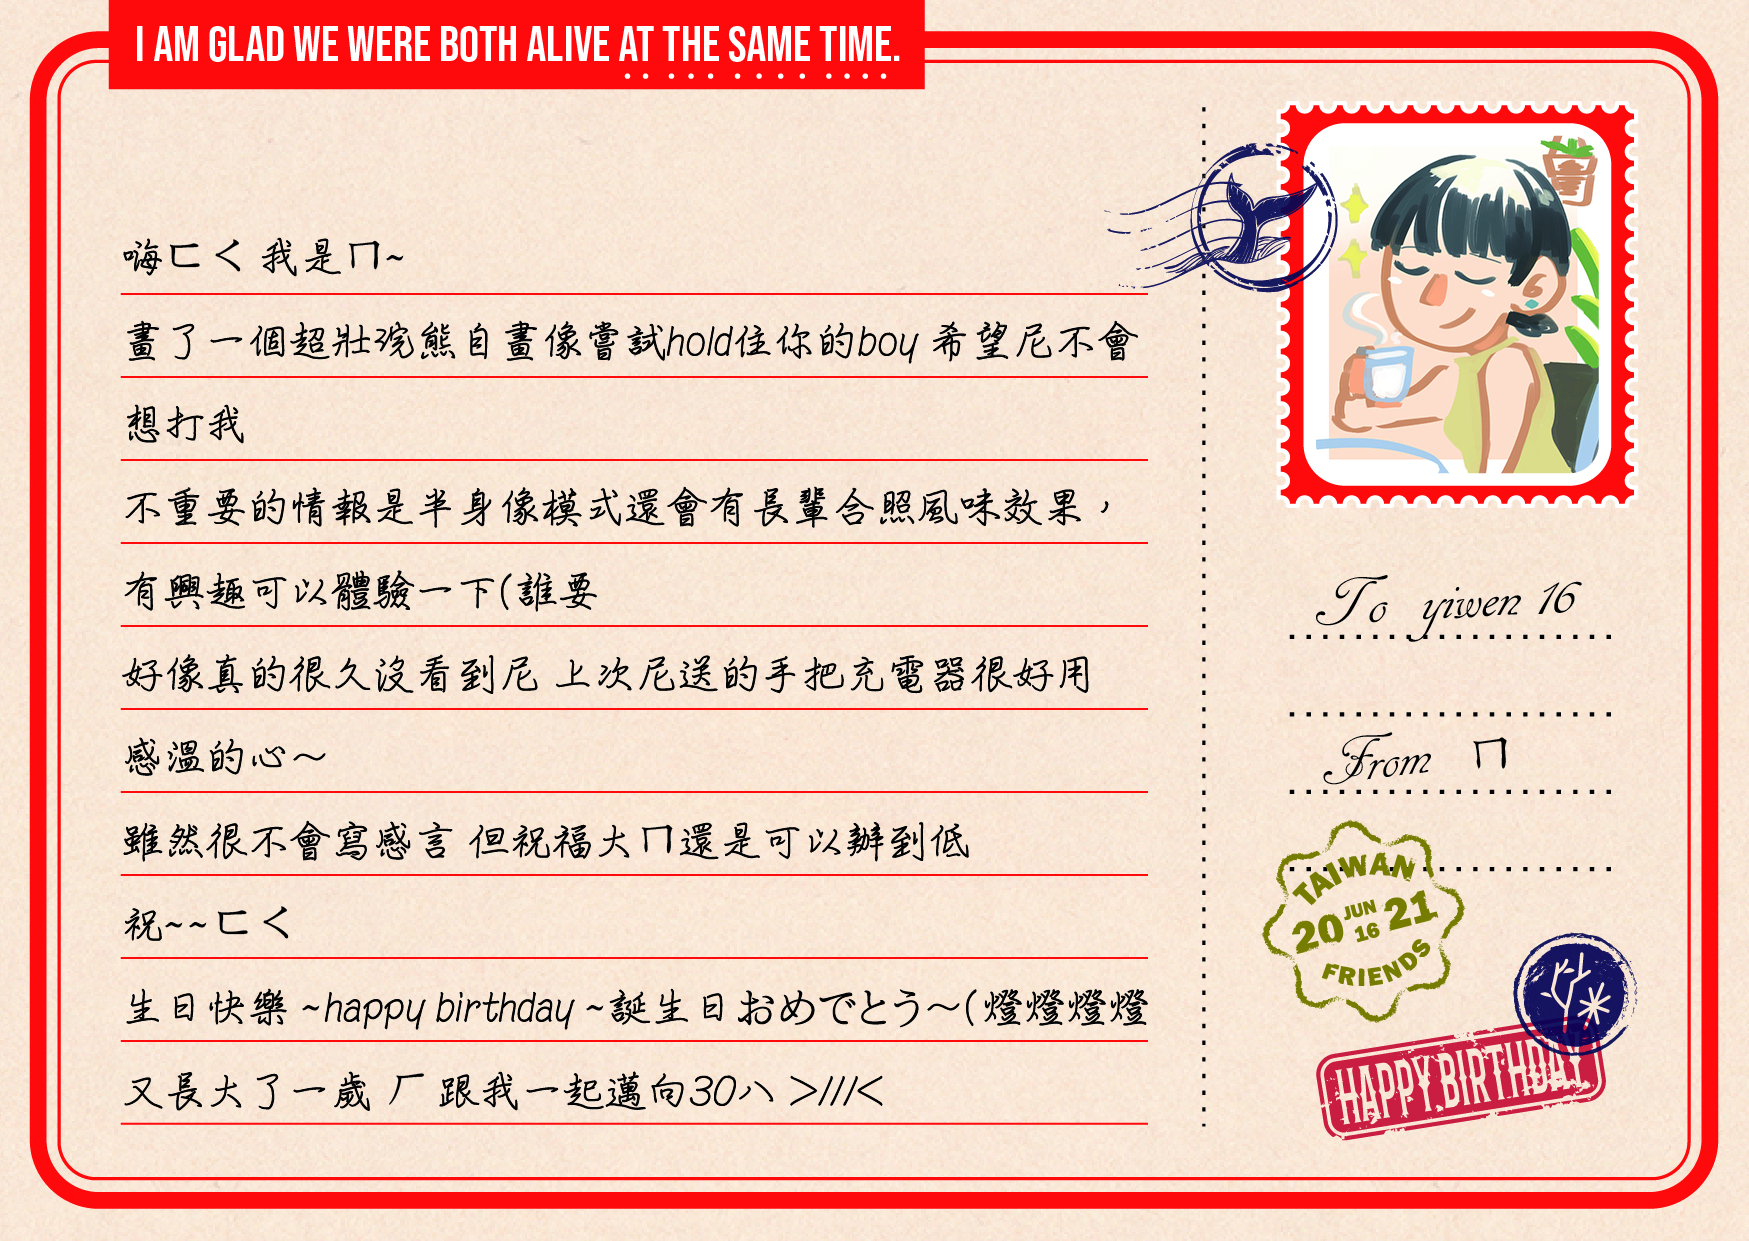 I AM GLAD WE WERE BOTH ALIVE AT THE SAME TIME.
嗨ㄈㄑ 我是ㄇ~
畫了一個超壯浣熊自畫像嘗試hold住你的boy 希望尼不會
想打我
不重要的情報是半身像模式還會有長輩合照風味效果，
有興趣可以體驗一下(誰要
好像真的很久沒看到尼 上次尼送的手把充電器很好用
感溫的心～
雖然很不會寫感言 但祝福大ㄇ還是可以辦到低
祝~~ㄈㄑ
生日快樂 ~happy birthday ~誕生日おめでとう～(燈燈燈燈
又長大了一歲 ㄏ 跟我一起邁向30ㄅ >///<
To yiwen 16
From ㄇ
TAIWAN
20 JUN 16 21
FRIENDS
HAPPY BIRTHDAY